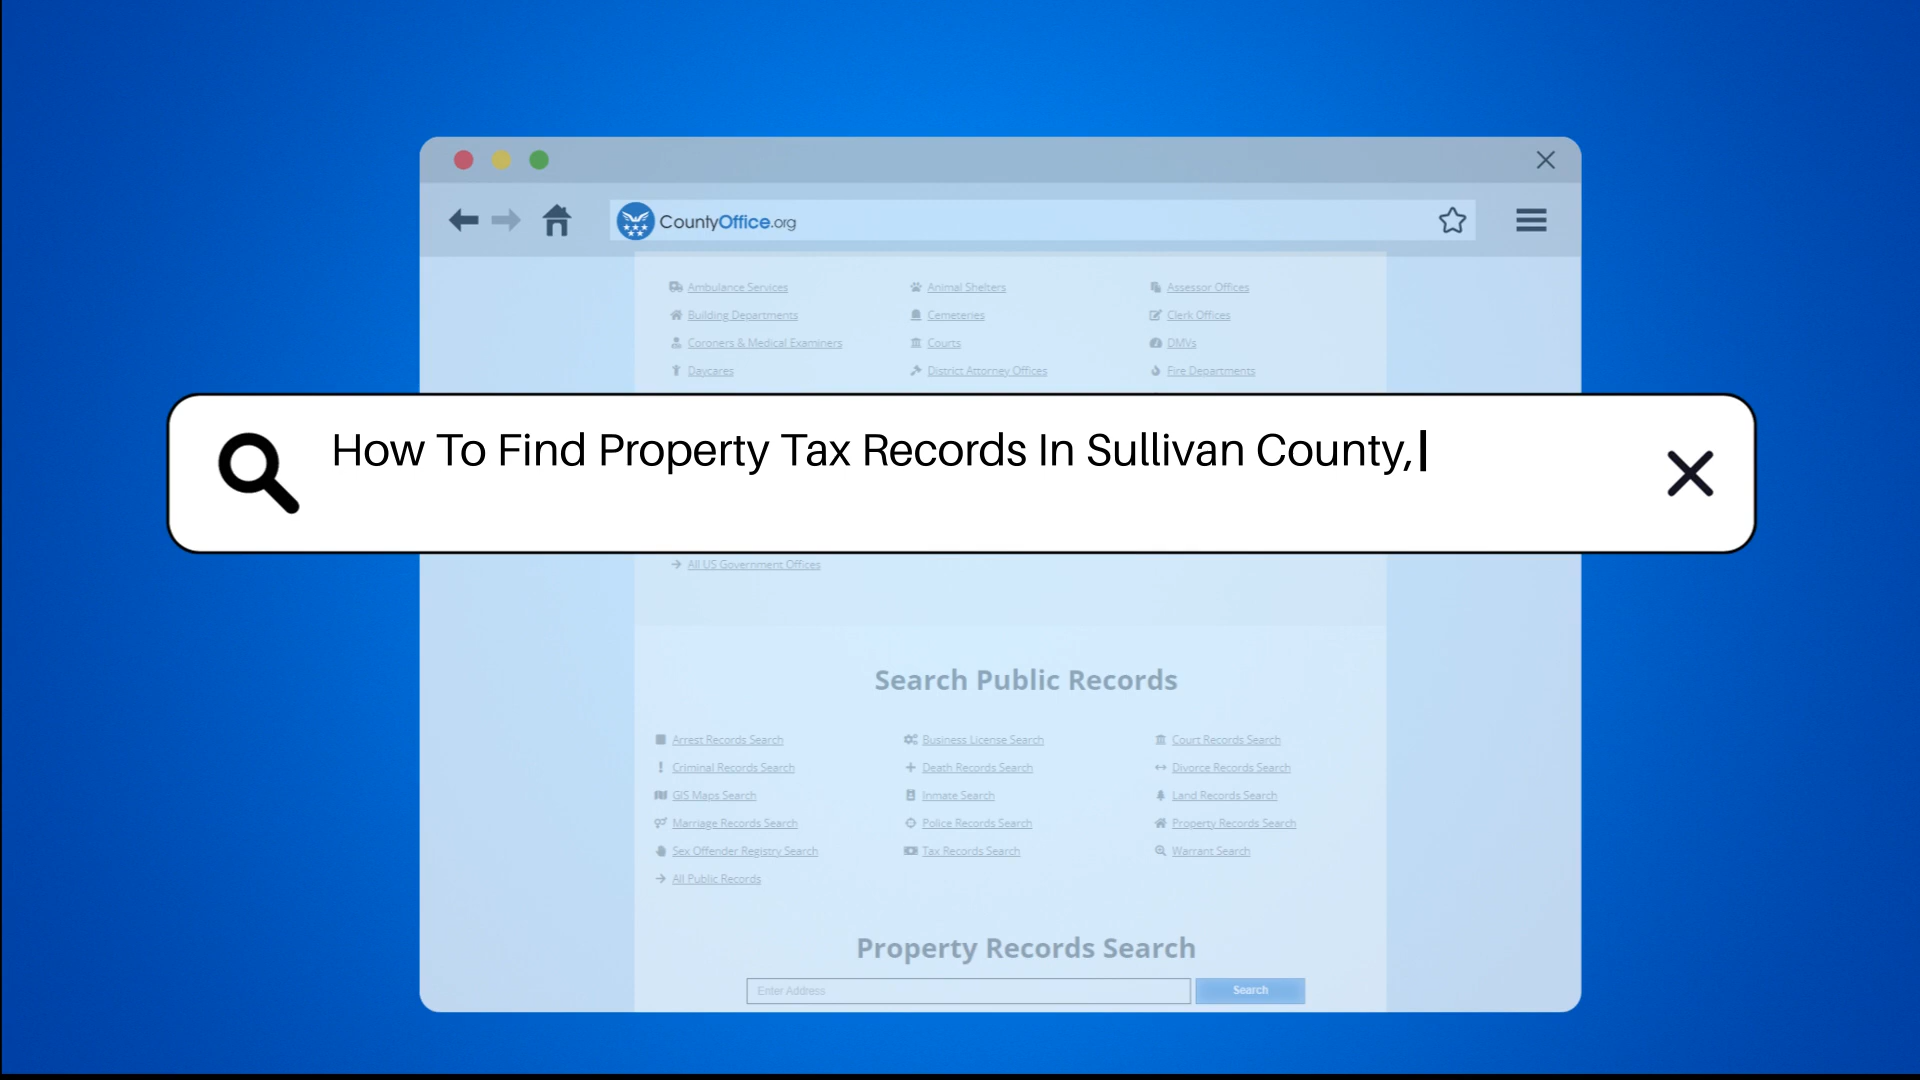 CountyOffice.org
Ambulance Services Animal Shelters Assessor Offices
Building Departments Cemeteries Clerk Offices
Coroners & Medical Examiners Courts DMVs
Daycares District Attorney Offices Fire Departments
How To Find Property Tax Records In Sullivan County,
All US Government Offices
Search Public Records
Arrest Records Search Business License Search Court Records Search
Criminal Records Search Death Records Search Divorce Records Search
GIS Maps Search Inmate Search Land Records Search
Marriage Records Search Police Records Search Property Records Search
Sex Offender Registry Search Tax Records Search Warrant Search
All Public Records
Property Records Search
Enter Address Search